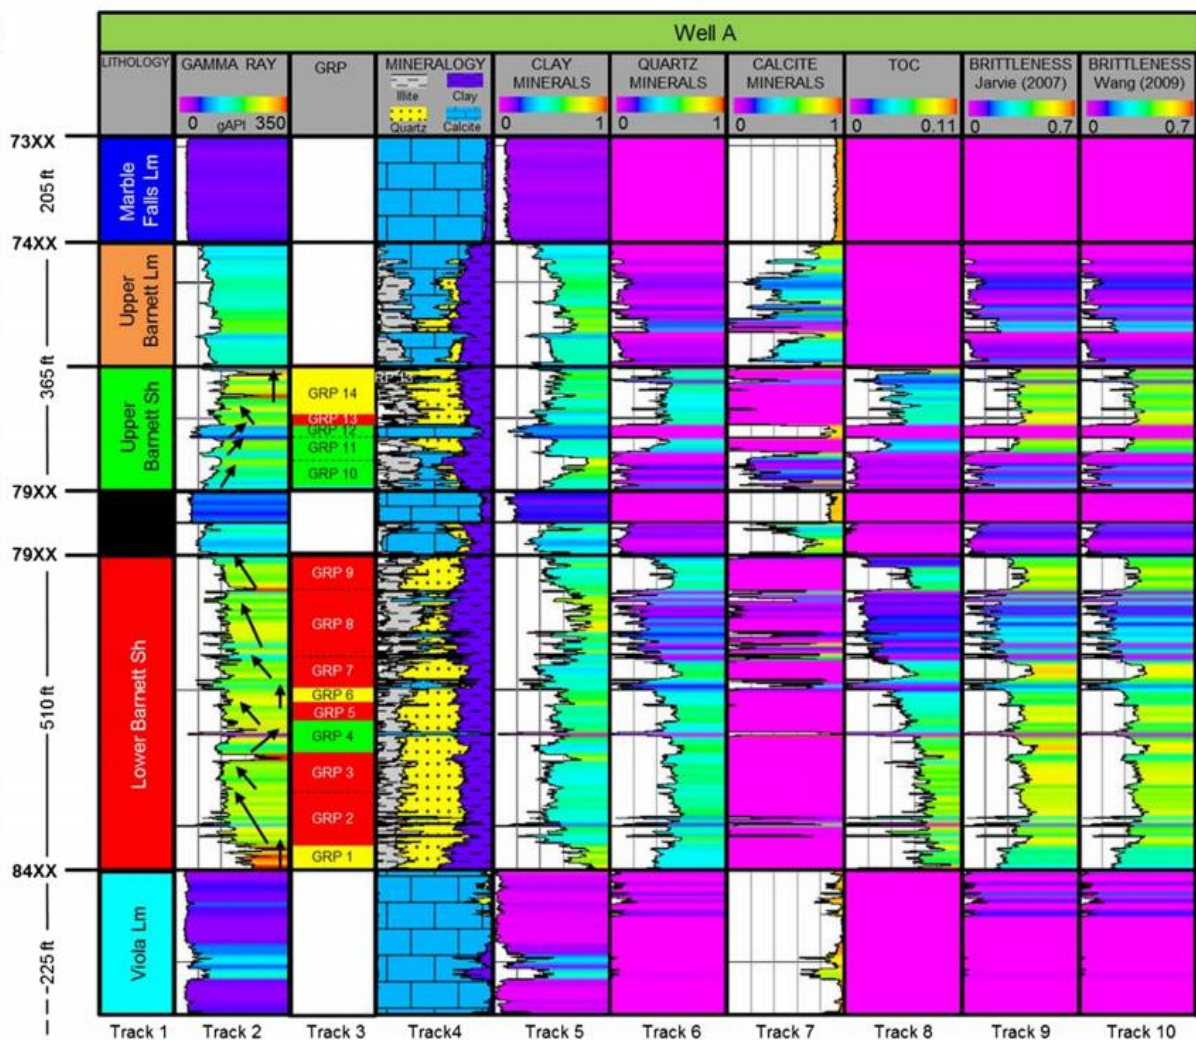 Well A
LITHOLOGY
GAMMA RAY
0 gAPI 350
GRP
MINERALOGY
Illite
Clay
Quartz
Calcite
CLAY
MINERALS
0 1
QUARTZ
MINERALS
0 1
CALCITE
MINERALS
0 1
TOC
0 0.11
BRITTLENESS
Jarvie (2007)
0 0.7
BRITTLENESS
Wang (2009)
0 0.7
73XX
205 ft
74XX
365 ft
79XX
79XX
510 ft
84XX
225 ft
Marble
Falls Lm
Upper
Barnett Lm
Upper
Barnett Sh
Lower Barnett Sh
Viola Lm
GRP 14
GRP 13
GRP 12
GRP 11
GRP 10
GRP 9
GRP 8
GRP 7
GRP 6
GRP 5
GRP 4
GRP 3
GRP 2
GRP 1
Track 1
Track 2
Track 3
Track4
Track 5
Track 6
Track 7
Track 8
Track 9
Track 10